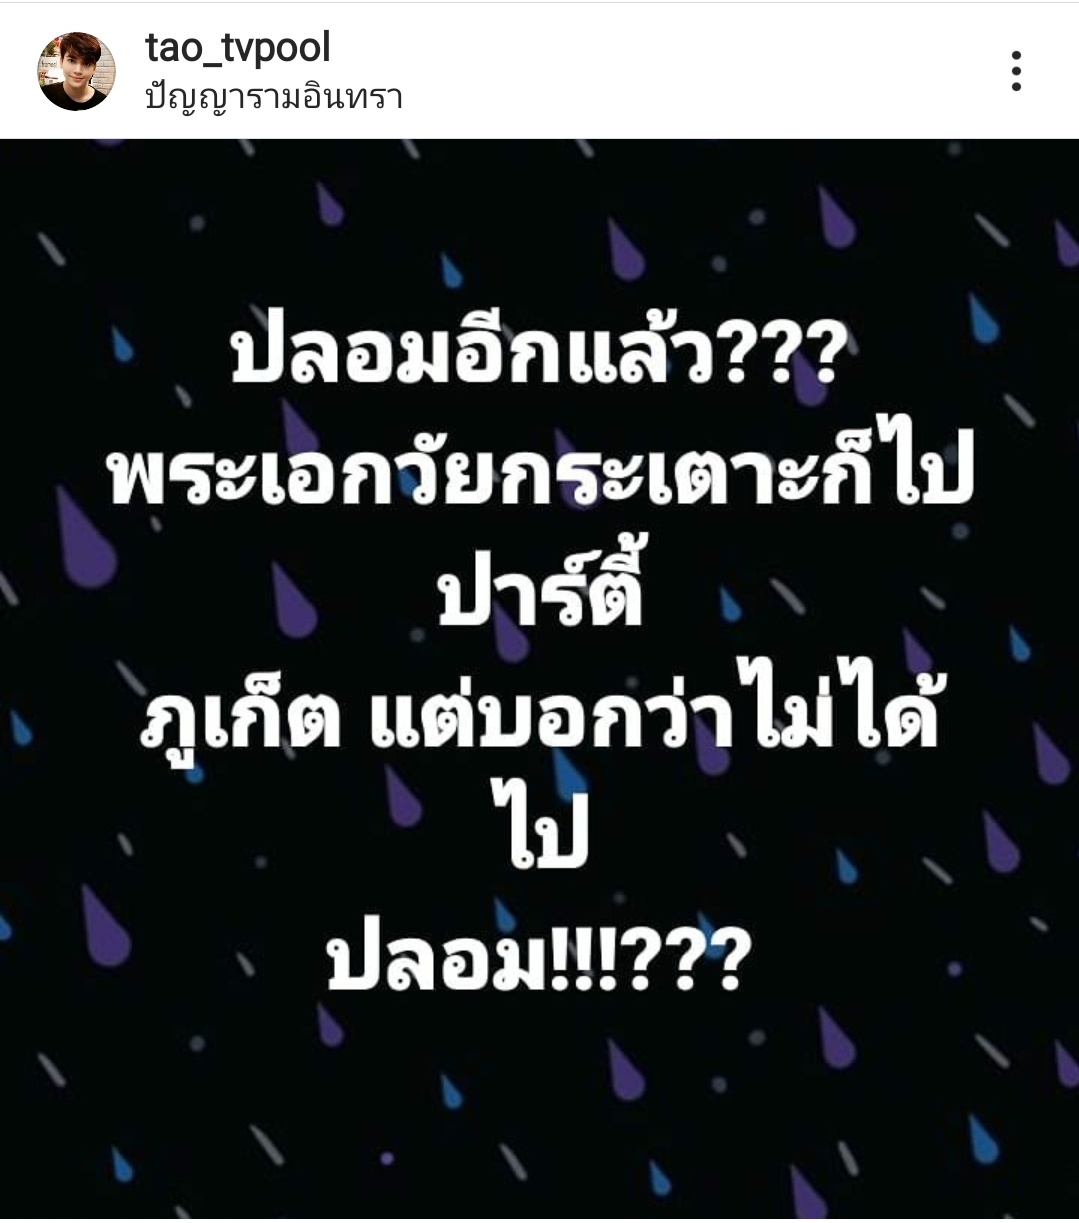 tao_tvpool
ปัญญารามอินทรา
ปลอมอีกแล้ว???
พระเอกวัยกระเตาะก็ไป
ปาร์ตี้
ภูเก็ต แต่บอกว่าไม่ได้
ไป
ปลอม!!!???